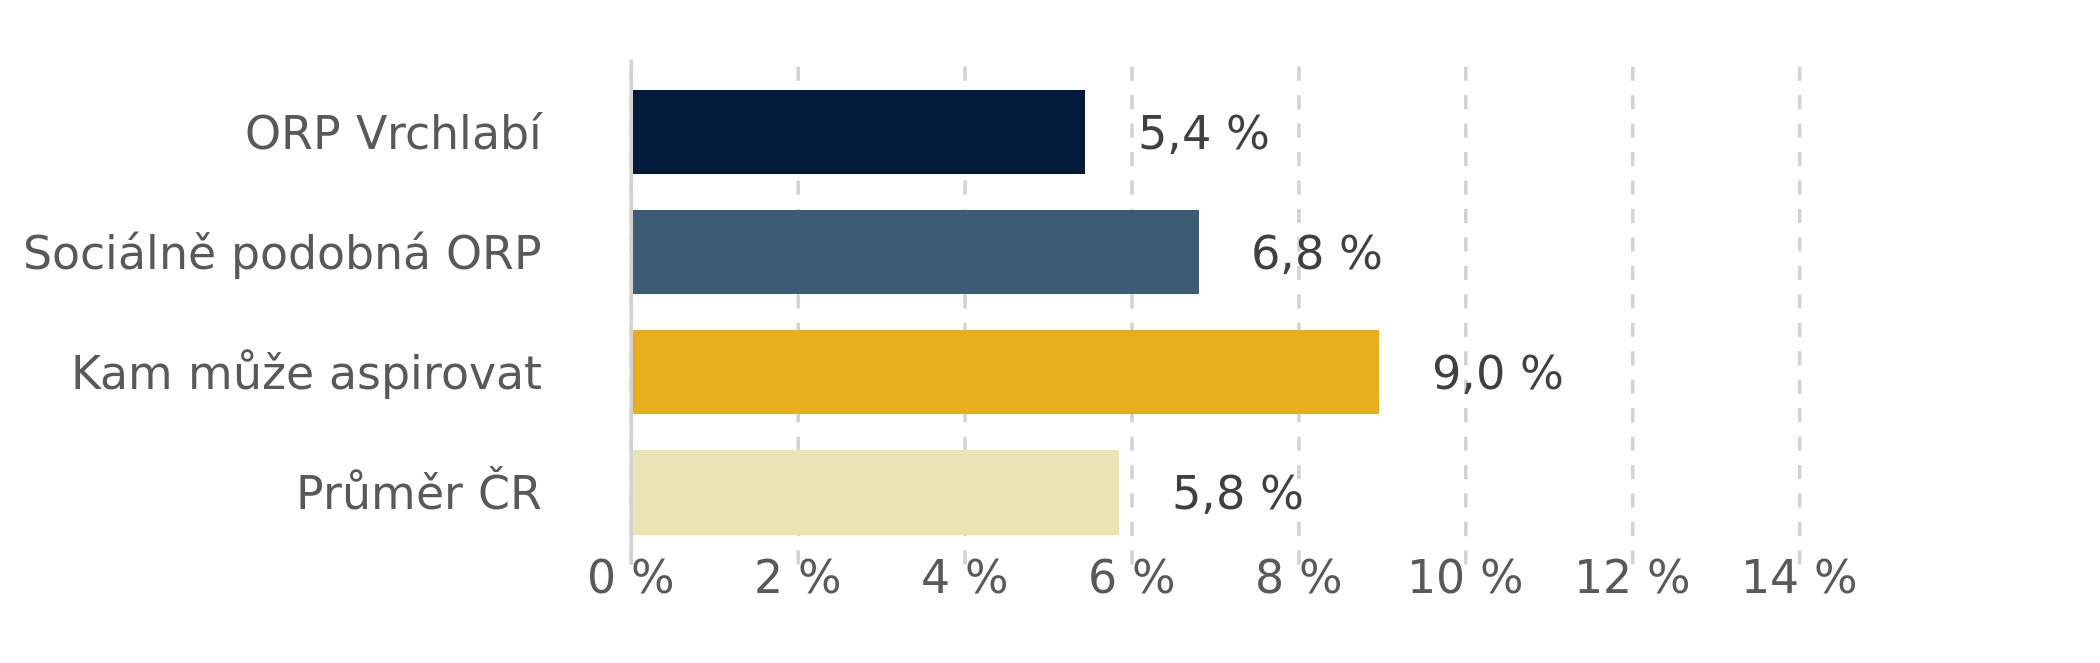 ORP Vrchlabí 5,4 %
Sociálně podobná ORP 6,8 %
Kam může aspirovat 9,0 %
Průměr ČR 5,8 %
0 % 2 % 4 % 6 % 8 % 10 % 12 % 14 %